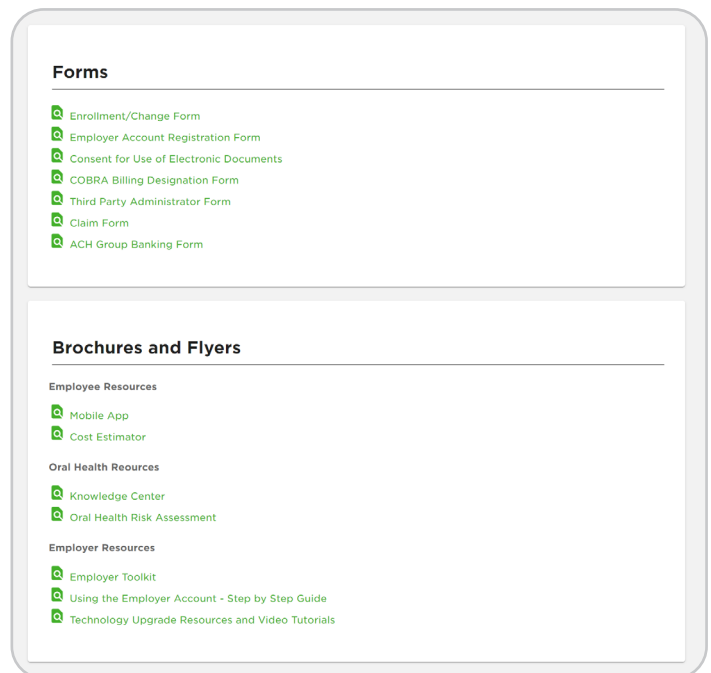 Forms
Enrollment/Change Form
Employer Account Registration Form
Consent for Use of Electronic Documents
COBRA Billing Designation Form
Third Party Administrator Form
Claim Form
ACH Group Banking Form
Brochures and Flyers
Employee Resources
Mobile App
Cost Estimator
Oral Health Reources
Knowledge Center
Oral Health Risk Assessment
Employer Resources
Employer Toolkit
Using the Employer Account - Step by Step Guide
Technology Upgrade Resources and Video Tutorials